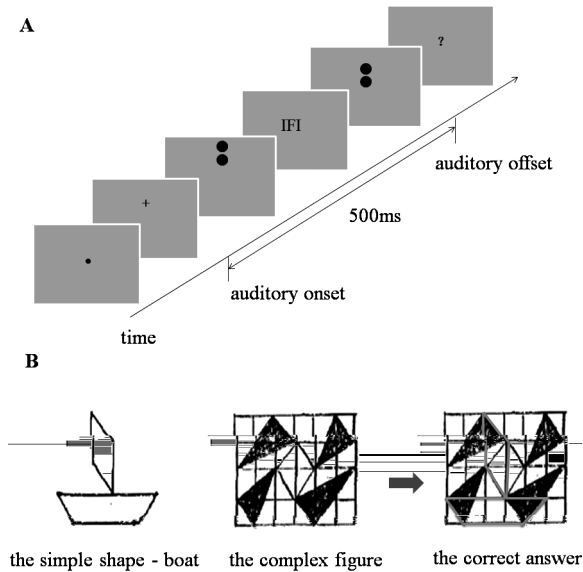 A
?
IFI
+
auditory offset
500ms
auditory onset
time
B
the simple shape - boat
the complex figure
the correct answer